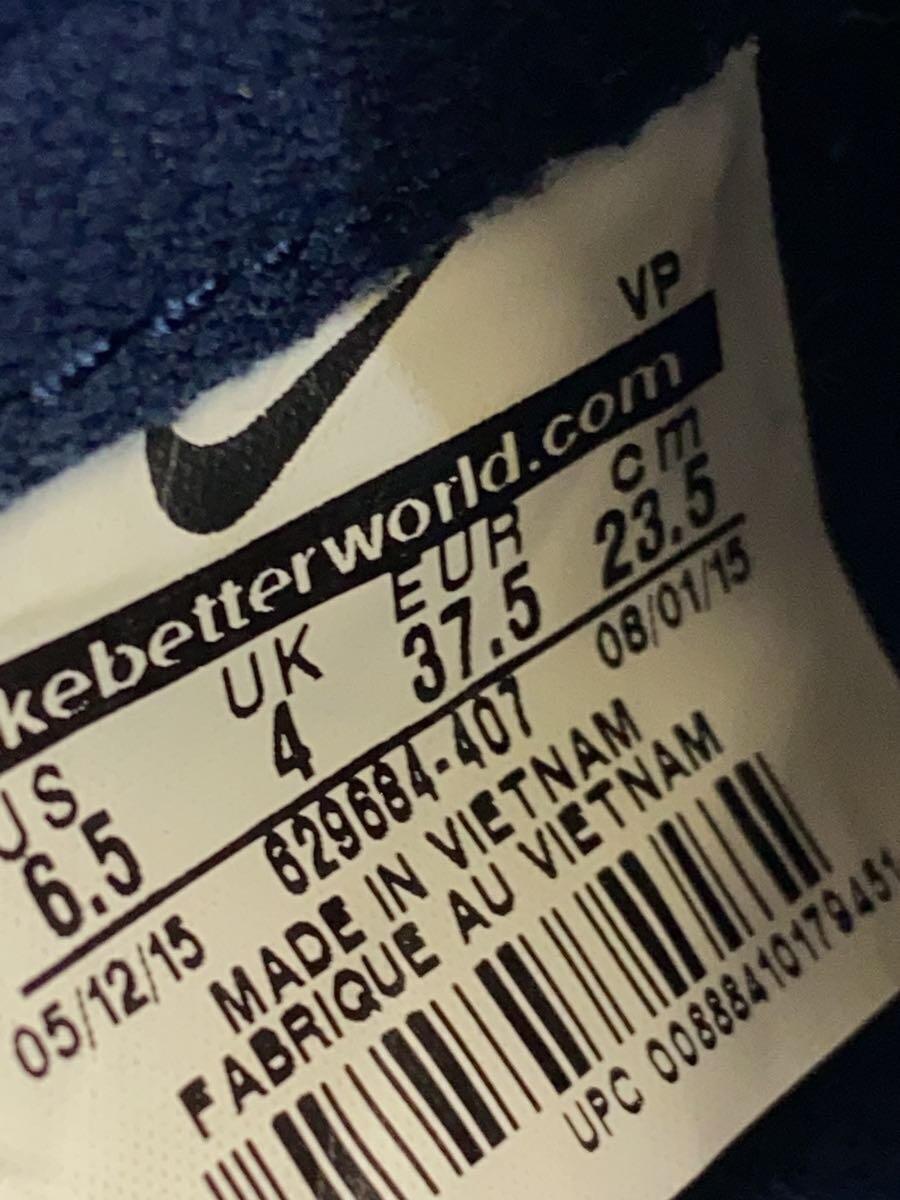 VP
kebetterworld.com
US UK EUR cm
6.5 4 37.5 23.5
05/12/15 629684-407 08/01/15
MADE IN VIETNAM
FABRIQUE AU VIETNAM
UPC 00888410179451